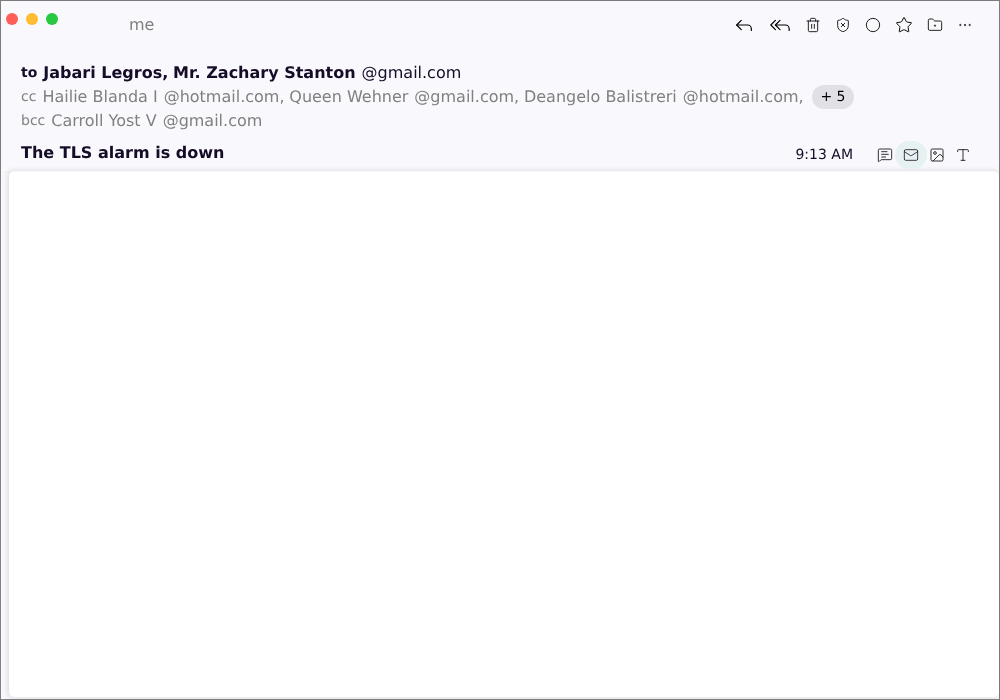 me
to Jabari Legros, Mr. Zachary Stanton @gmail.com
cc Hailie Blanda I @hotmail.com, Queen Wehner @gmail.com, Deangelo Balistreri @hotmail.com, + 5
bcc Carroll Yost V @gmail.com
The TLS alarm is down 9:13 AM